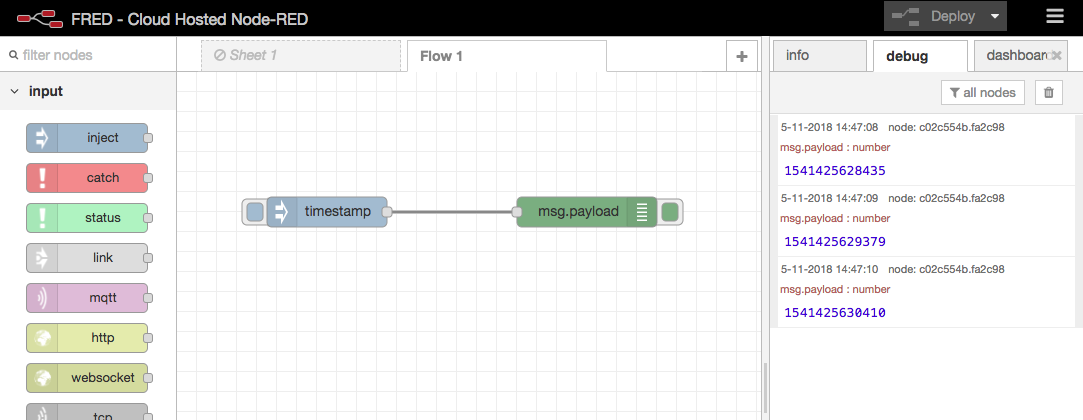 FRED - Cloud Hosted Node-RED
Deploy
filter nodes
Sheet 1
Flow 1
+
info
debug
dashboard
input
all nodes
inject
catch
status
link
mqtt
http
websocket
tcp
timestamp
msg.payload
5-11-2018 14:47:08 node: c02c554b.fa2c98
msg.payload : number
1541425628435
5-11-2018 14:47:09 node: c02c554b.fa2c98
msg.payload : number
1541425629379
5-11-2018 14:47:10 node: c02c554b.fa2c98
msg.payload : number
1541425630410